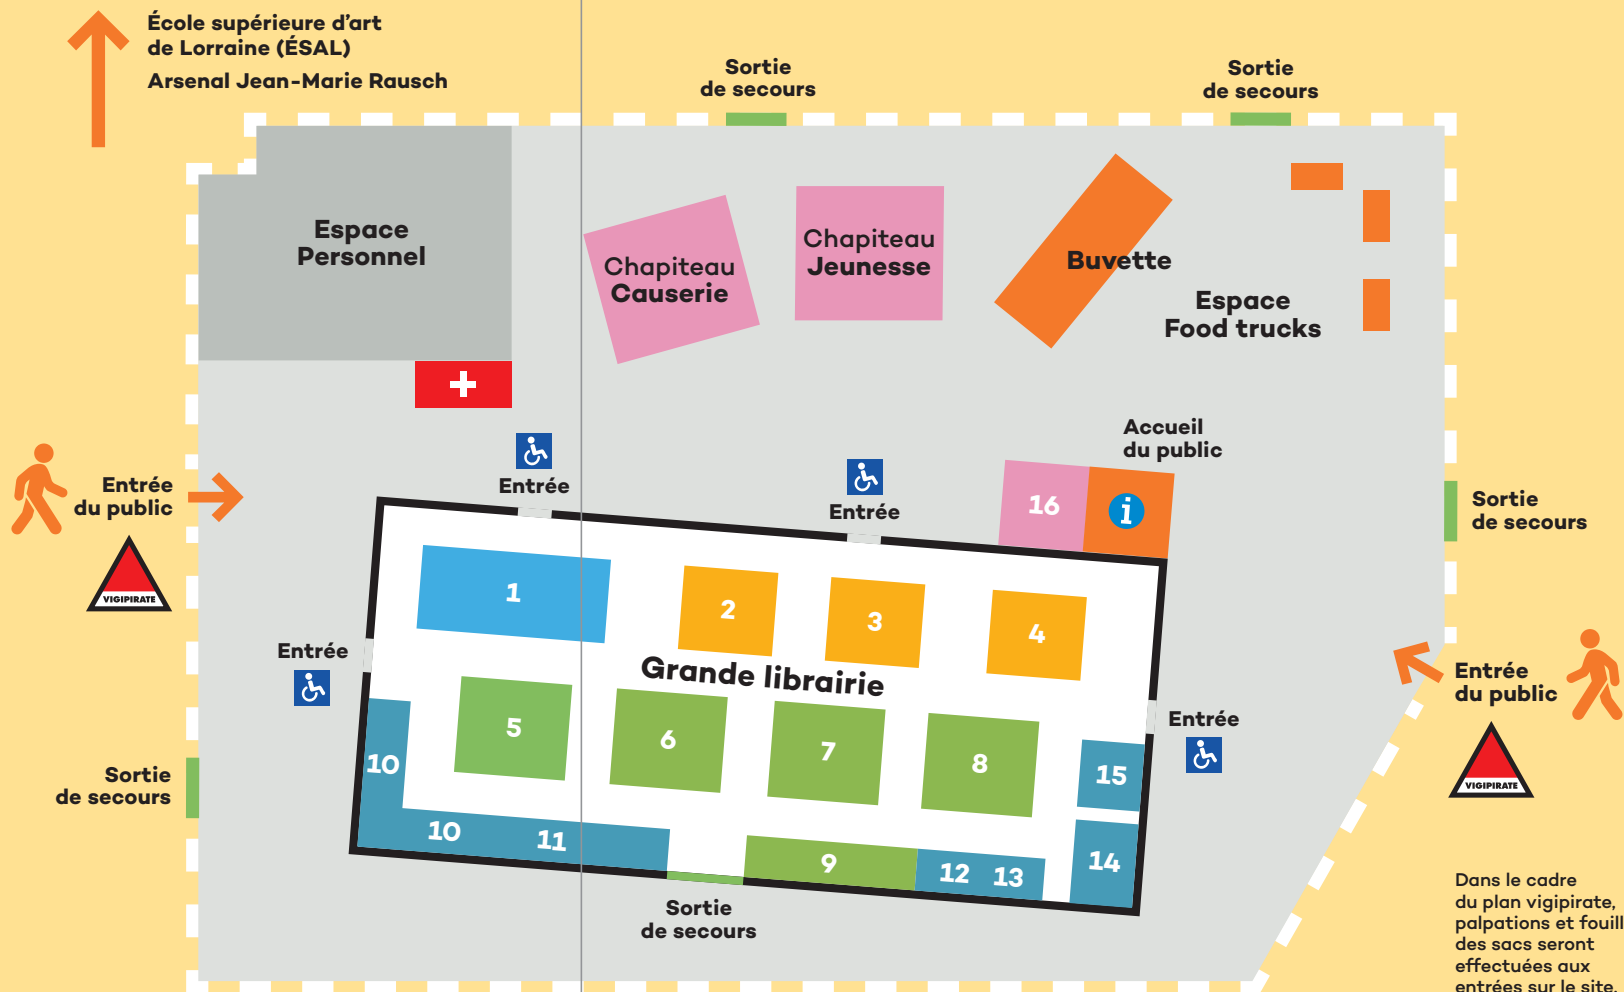 École supérieure d'art
de Lorraine (ÉSAL)
Arsenal Jean-Marie Rausch
Sortie
de secours
Sortie
de secours
Espace
Personnel
Chapiteau
Causerie
Chapiteau
Jeunesse
Buvette
Espace
Food trucks
Accueil
du public
Entrée
du public
VIGIPIRATE
Entrée
Entrée
16
i
Sortie
de secours
1
2
3
4
Grande librairie
Entrée
Entrée
du public
VIGIPIRATE
5
6
7
8
Entrée
10
15
Sortie
de secours
10
11
9
12
13
14
Sortie
de secours
Dans le cadre
du plan vigipirate,
palpations et fouill
des sacs seront
effectuées aux
entrées sur le site.